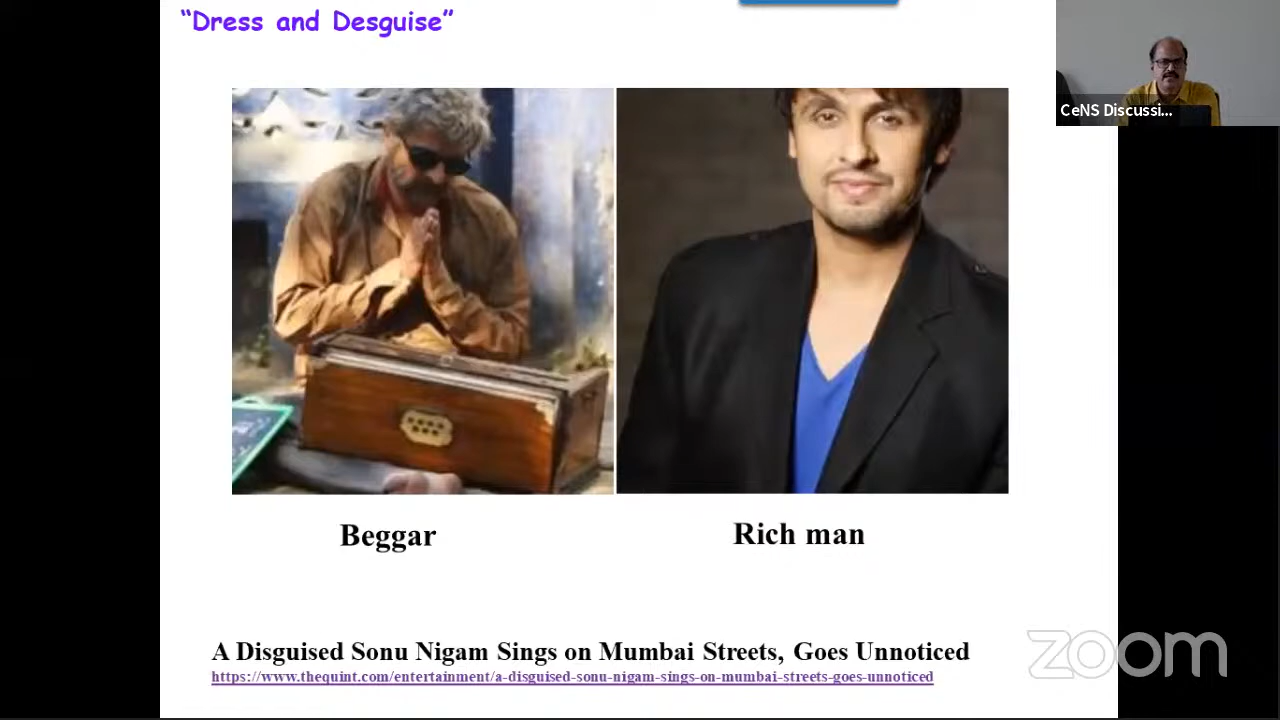 “Dress and Desguise”
CeNS Discussi...
Beggar
Rich man
A Disguised Sonu Nigam Sings on Mumbai Streets, Goes Unnoticed
https://www.thequint.com/entertainment/a-disguised-sonu-nigam-sings-on-mumbai-streets-goes-unnoticed
zoom